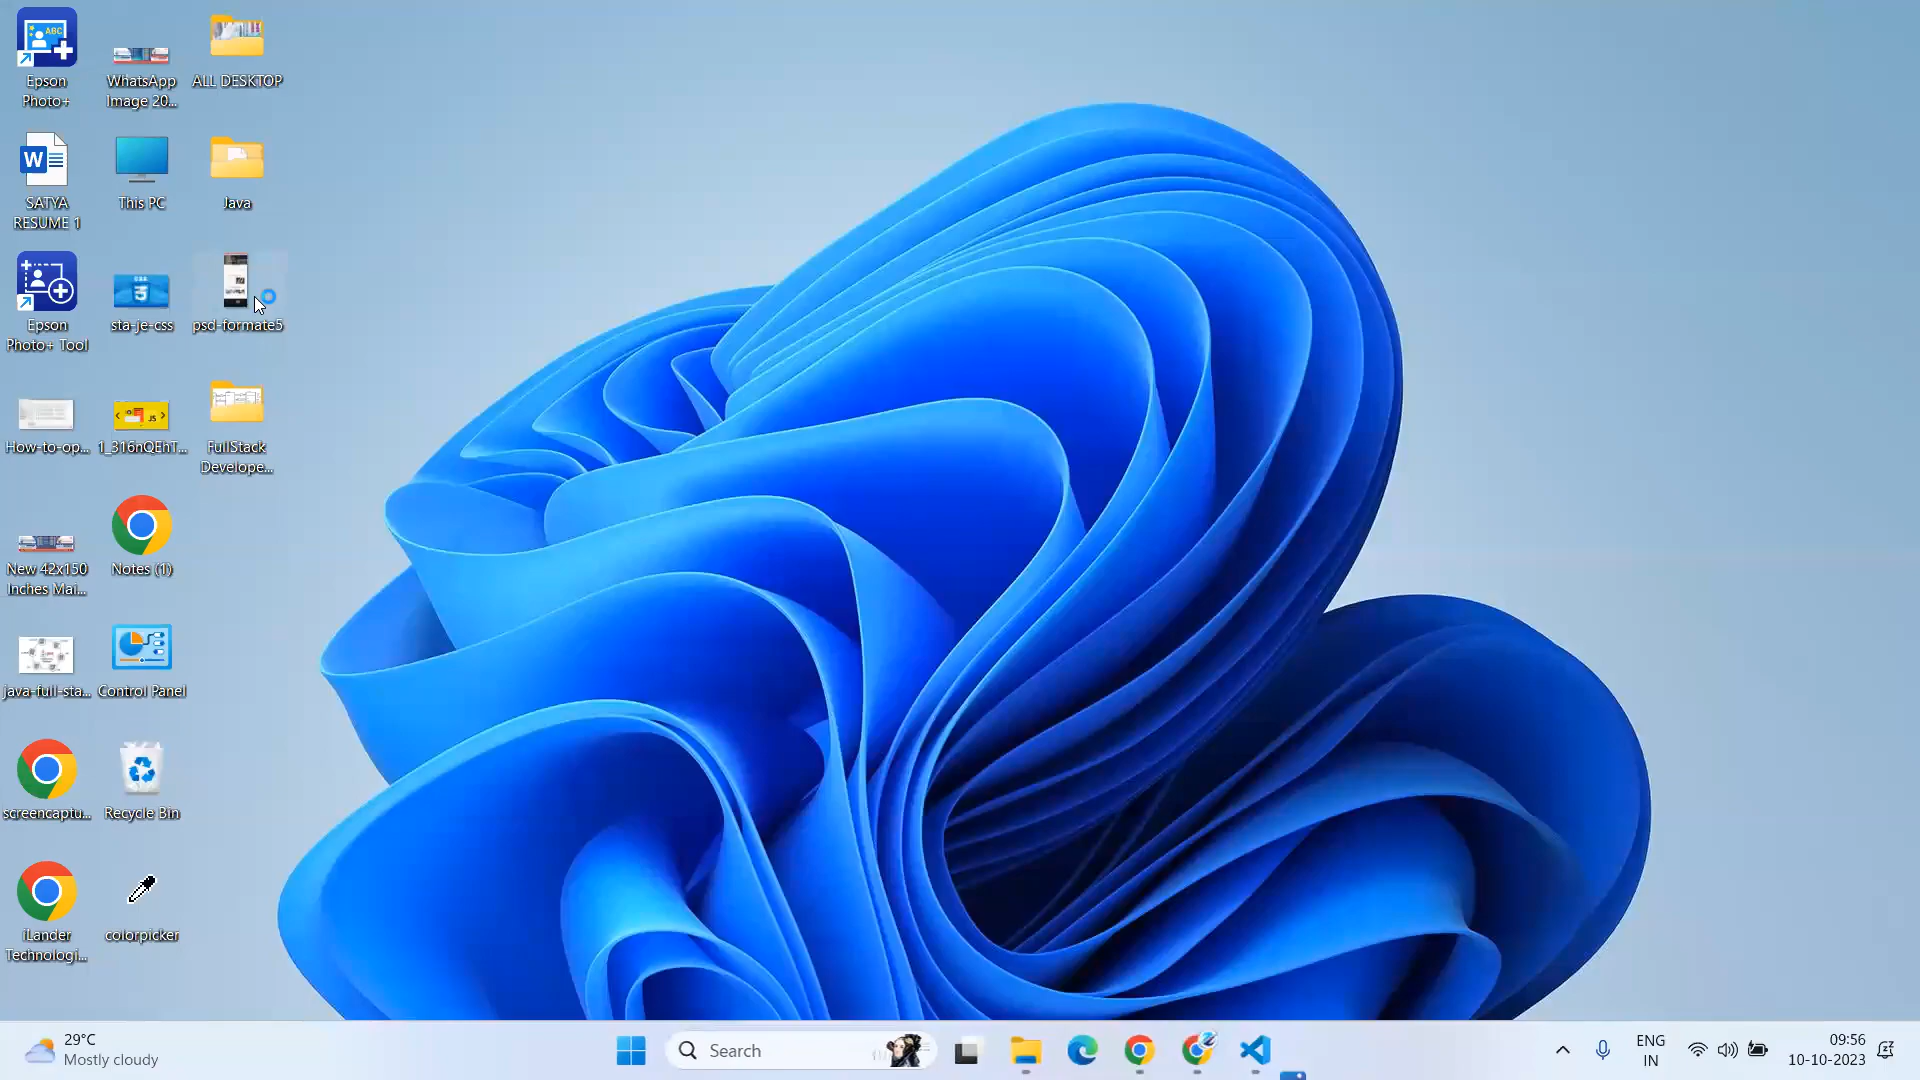 Epson
Photo+
WhatsApp
Image 20...
ALL DESKTOP
SATYA
RESUME 1
This PC
Java
Epson
Photo+ Tool
sta-je-css
psd-formate5
How-to-op...
1_316nQEhT...
FullStack
Develope...
New 42x150
Inches Mai...
Notes (1)
java-full-sta...
Control Panel
screencaptu...
Recycle Bin
iLander
Technologi...
colorpicker
29°C
Mostly cloudy
Search
ENG
IN
09:56
10-10-2023